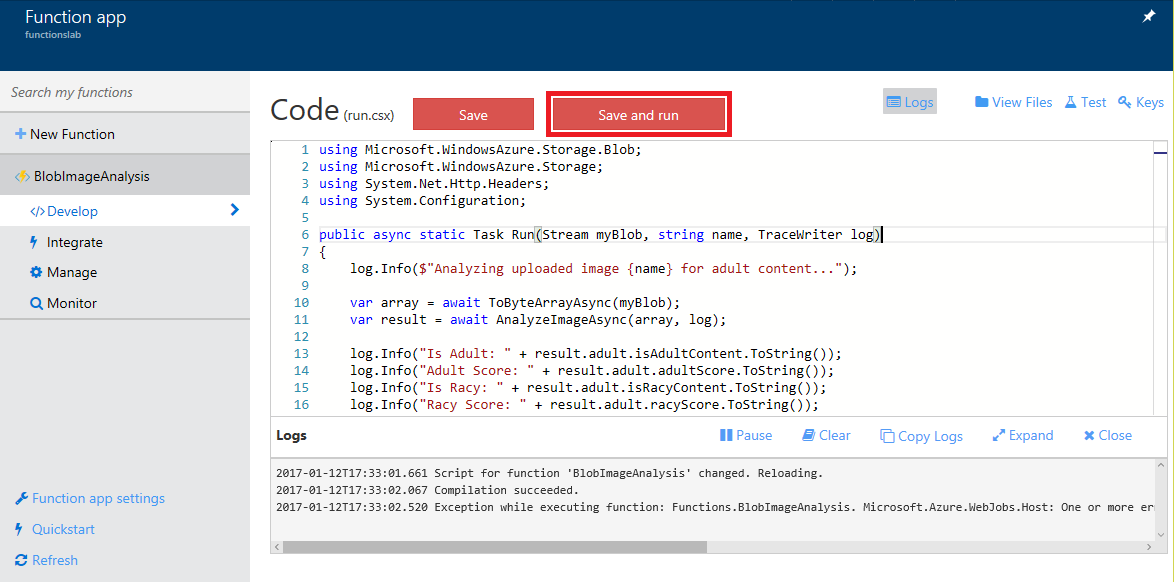 Function app
functionslab
Search my functions
New Function
BlobImageAnalysis
</> Develop
Integrate
Manage
Monitor
Function app settings
Quickstart
Refresh
Code (run.csx)
Save
Save and run
Logs
View Files
Test
Keys
1 using Microsoft.WindowsAzure.Storage.Blob;
2 using Microsoft.WindowsAzure.Storage;
3 using System.Net.Http.Headers;
4 using System.Configuration;
5
6 public async static Task Run(Stream myBlob, string name, TraceWriter log)
7 {
8 log.Info($"Analyzing uploaded image {name} for adult content...");
9
10 var array = await ToByteArrayAsync(myBlob);
11 var result = await AnalyzeImageAsync(array, log);
12
13 log.Info("Is Adult: " + result.adult.isAdultContent.ToString());
14 log.Info("Adult Score: " + result.adult.adultScore.ToString());
15 log.Info("Is Racy: " + result.adult.isRacyContent.ToString());
16 log.Info("Racy Score: " + result.adult.racyScore.ToString());
Logs
Pause
Clear
Copy Logs
Expand
Close
2017-01-12T17:33:01.661 Script for function 'BlobImageAnalysis' changed. Reloading.
2017-01-12T17:33:02.067 Compilation succeeded.
2017-01-12T17:33:02.520 Exception while executing function: Functions.BlobImageAnalysis. Microsoft.Azure.WebJobs.Host: One or more